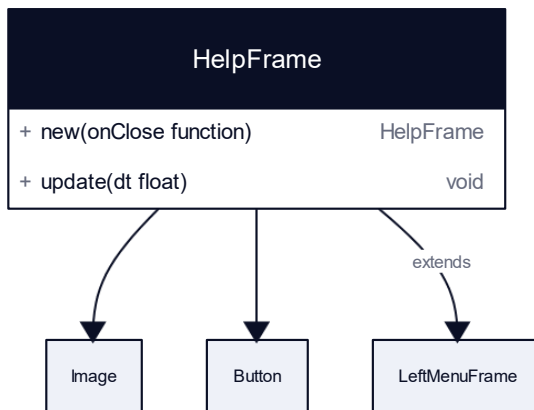 HelpFrame
+ new(onClose function) HelpFrame
+ update(dt float) void
extends
Image Button LeftMenuFrame